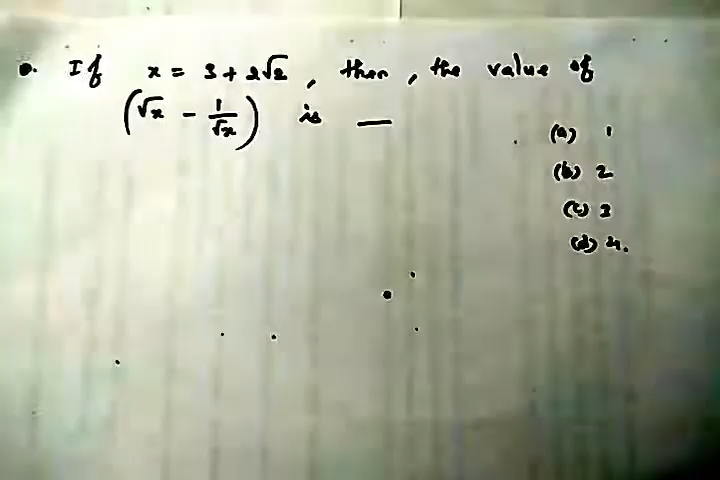 Q. If x = 3 + 2√2, then, the value of
(√x - 1/√x) is —
(a) 1
(b) 2
(c) 3
(d) 4.